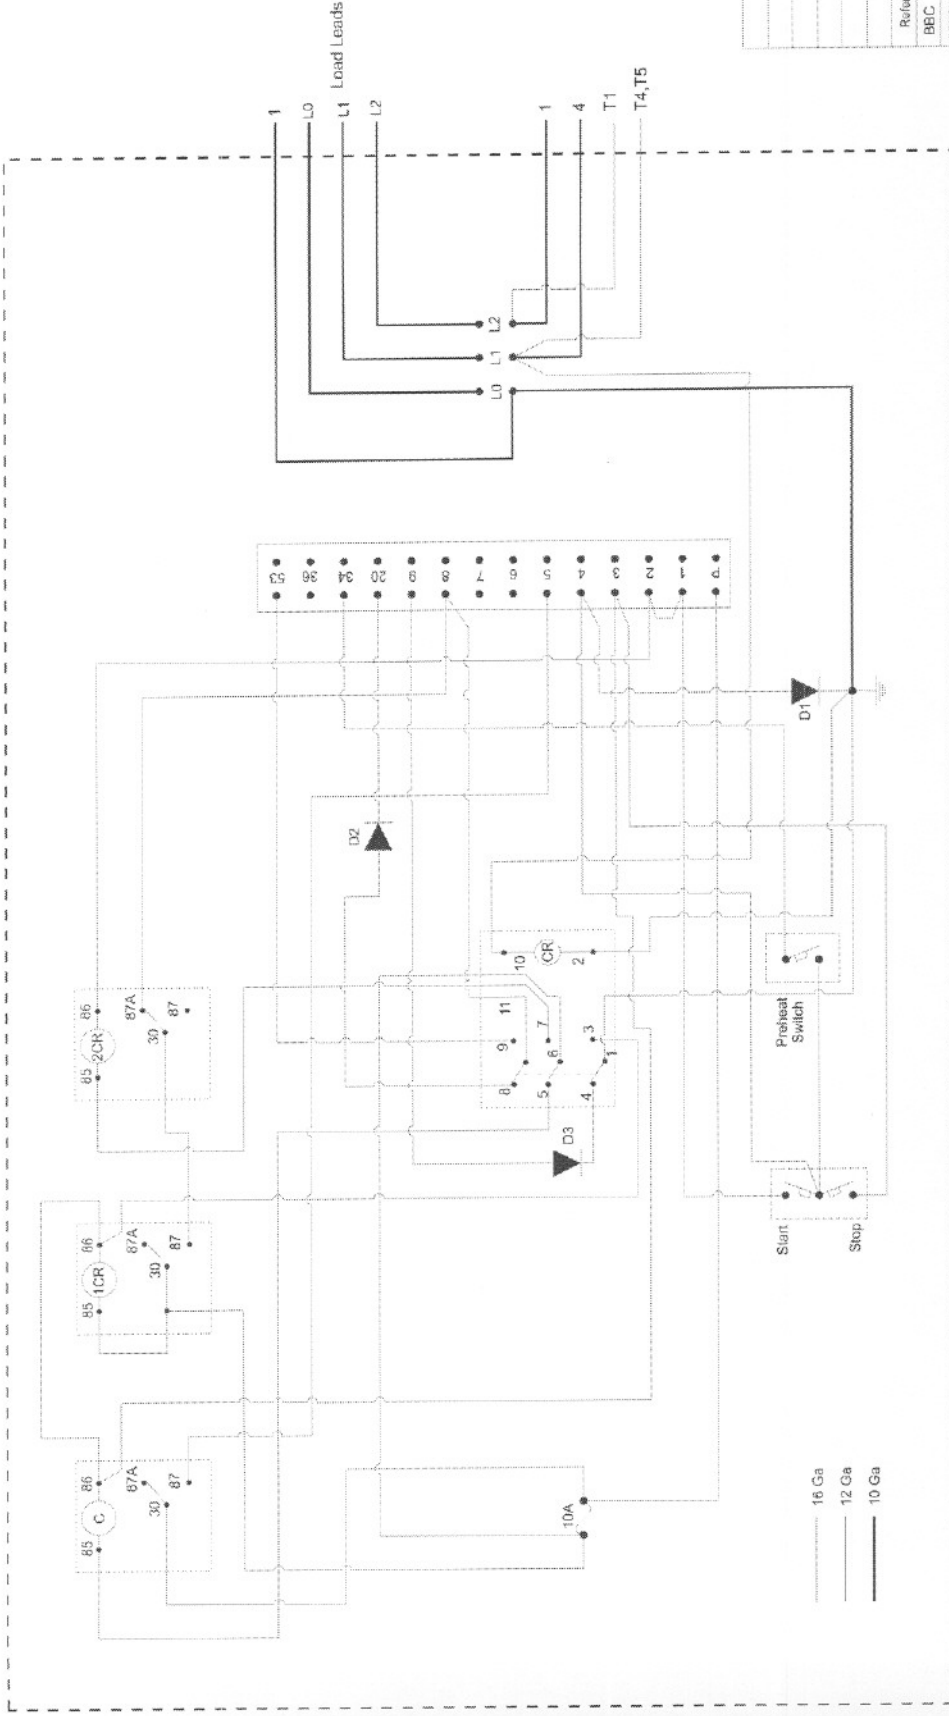 1
L0
L1 Load Leads
L2
1
4
T1
T4,T5
L2
L1
L0
BBC
53
36
34
20
9
8
7
6
5
4
3
2
1
P
D1
D2
D3
86
87A
87
30
2CR
85
86
87A
87
30
1CR
85
86
87A
87
30
C
85
10
CR
2
11
9
7
6
3
1
8
5
4
Preheat
Switch
Start
Stop
10A
16 Ga
12 Ga
10 Ga